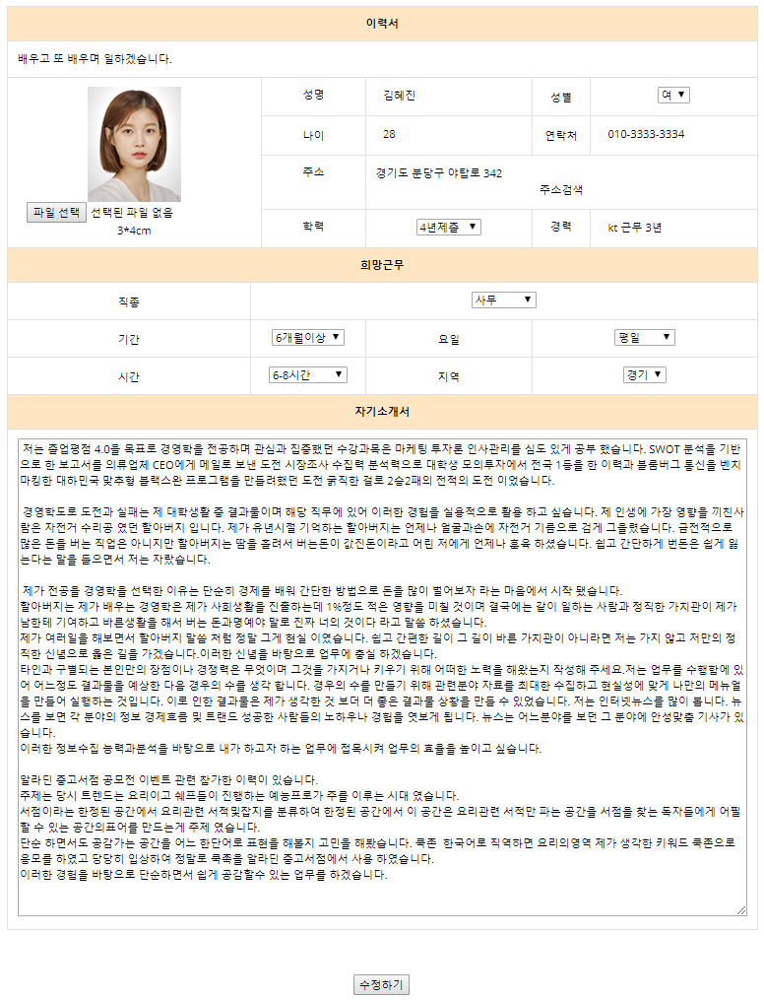 이력서
배우고 또 배우며 일하겠습니다.
성명 김혜진 성별 여
나이 28 연락처 010-3333-3334
주소 경기도 분당구 야탑로 342
주소검색
파일 선택 선택된 파일 없음
3*4cm
학력 4년제졸 경력 kt 근무 3년
희망근무
직종 사무
기간 6개월이상 요일 평일
시간 6-8시간 지역 경기
자기소개서
저는 졸업평점 4.0을 목표로 경영학을 전공하며 관심과 집중했던 수강과목은 마케팅 투자론 인사관리를 심도 있게 공부 했습니다. SWOT 분석을 기반
으로 한 보고서를 의류업체 CEO에게 메일로 보낸 도전 시장조사 수집력 분석력으로 대학생 모의투자에서 전국 1등을 한 이력과 블룸버그 통신을 벤치
마킹한 대하민국 맞추형 블랙스완 프로그램을 만들려했던 도전 굵직한 걸로 2승2패의 전적의 도전 이었습니다.
경영학도로 도전과 실패는 제 대학생활 중 결과물이며 해당 직무에 있어 이러한 경험을 실용적으로 활용 하고 싶습니다. 제 인생에 가장 영향을 끼친사
람은 자전거 수리공 였던 할아버지 입니다. 제가 유년시절 기억하는 할아버지는 언제나 얼굴과손에 자전거 기름으로 검게 그을렸습니다. 금전적으로
많은 돈을 버는 직업은 아니지만 할아버지는 땀을 흘려서 버는돈이 값진돈이라고 어린 저에게 언제나 훈육 하셨습니다. 쉽고 간단하게 번돈은 쉽게 잃
는다는 말을 들으면서 저는 자랐습니다.
제가 전공을 경영학을 선택한 이유는 단순히 경제를 배워 간단한 방법으로 돈을 많이 벌어보자 라는 마음에서 시작 됐습니다.
할아버지는 제가 배우는 경영학은 제가 사회생활을 진출하는데 1%정도 적은 영향을 미칠 것이며 결국에는 같이 일하는 사람과 정직한 가치관이 제가
남한테 기여하고 바른생활을 해서 버는 돈과명예야 말로 진짜 너의 것이다 라고 말씀 하셨습니다.
제가 여러일을 해보면서 할아버지 말씀 처럼 정말 그게 현실 이였습니다. 쉽고 간편한 길이 그 길이 바른 가치관이 아니라면 저는 가지 않고 저만의 정
직한 신념으로 옳은 길을 가겠습니다.이러한 신념을 바탕으로 업무에 충실 하겠습니다.
타인과 구별되는 본인만의 장점이나 경쟁력은 무엇이며 그것을 가지거나 키우기 위해 어떠한 노력을 해왔는지 작성해 주세요.저는 업무를 수행함에 있
어 어느정도 결과물을 예상한 다음 경우의 수를 생각 합니다. 경우의 수를 만들기 위해 관련분야 자료를 최대한 수집하고 현실성에 맞게 나만의 메뉴얼
을 만들어 실행하는 것입니다. 이로 인한 결과물은 제가 생각한 것 보더 더 좋은 결과물 상황을 만들 수 있었습니다. 저는 인터넷뉴스를 많이 봅니다. 뉴
스를 보면 각 분야의 정보 경제흐름 및 트랜드 성공한 사람들의 노하우나 경험을 엿보게 됩니다. 뉴스는 어느분야를 보던 그 분야에 안성맞춤 기사가 있
습니다.
이러한 정보수집 능력과분석을 바탕으로 내가 하고자 하는 업무에 접목시켜 업무의 효율을 높이고 싶습니다.
알라딘 중고서점 공모전 이벤트 관련 참가한 이력이 있습니다.
주제는 당시 트렌드는 요리이고 쉐프들이 진행하는 예능프로가 주를 이루는 시대 였습니다.
서점이라는 한정된 공간에서 요리관련 서적및잡지를 분류하여 한정된 공간에서 이 공간은 요리관련 서적만 파는 공간을 서점을 찾는 독자들에게 어필
할 수 있는 공간의표어를 만드는게 주제 였습니다.
단순 하면서도 공감가는 공간을 어느 한단어로 표현을 해볼지 고민을 해봤습니다. 쿡존 한국어로 직역하면 요리의영역 제가 생각한 키워드 쿡존으로
응모를 하였고 당당히 입상하여 정말로 쿡족을 알라딘 중고서점에서 사용 하였습니다.
이러한 경험을 바탕으로 단순하면서 쉽게 공감할수 있는 업무를 하겠습니다.
수정하기